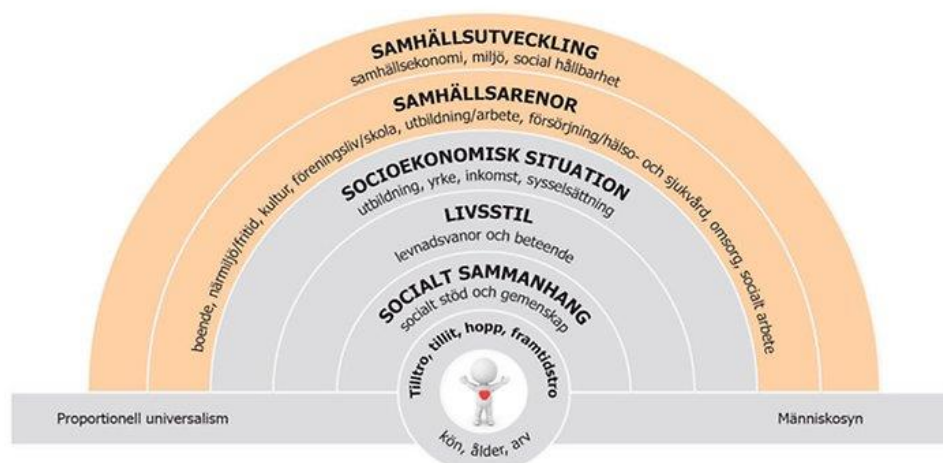 SAMHÄLLSUTVECKLING
samhällsekonomi, miljö, social hållbarhet
SAMHÄLLSARENOR
boende, närmiljö/fritid, kultur, föreningsliv/skola, utbildning/arbete, försörjning/hälso- och sjukvård, omsorg, socialt arbete
SOCIOEKONOMISK SITUATION
utbildning, yrke, inkomst, sysselsättning
LIVSSTIL
levnadsvanor och beteende
SOCIALT SAMMANHANG
socialt stöd och gemenskap
Tilltro, tillit, hopp, framtidstro
kön, ålder, arv
Proportionell universalism
Människosyn